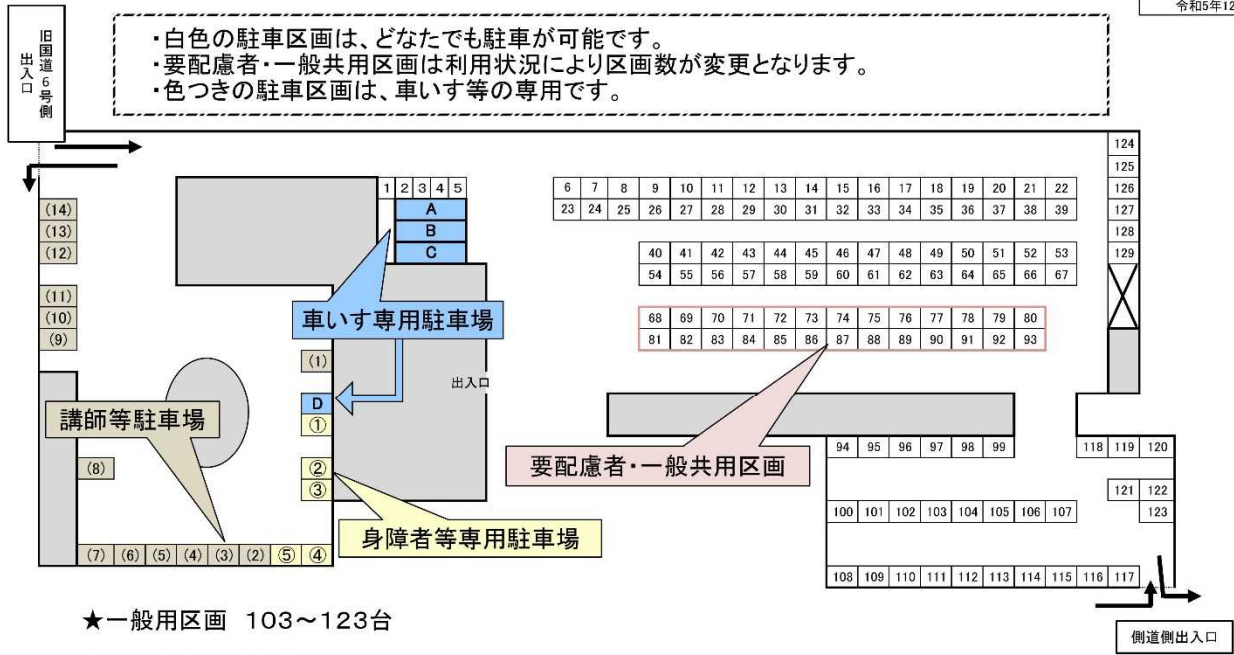 令和5年12
旧国道6号側
出入口
・白色の駐車区画は、どなたでも駐車が可能です。
・要配慮者・一般共用区画は利用状況により区画数が変更となります。
・色つきの駐車区画は、車いす等の専用です。
124
125
1 2 3 4 5
6 7 8 9 10 11 12 13 14 15 16 17 18 19 20 21 22
126
(14)
A
23 24 25 26 27 28 29 30 31 32 33 34 35 36 37 38 39
127
(13)
B
128
(12)
C
40 41 42 43 44 45 46 47 48 49 50 51 52 53
129
54 55 56 57 58 59 60 61 62 63 64 65 66 67
(11)
(10)
(9)
車いす専用駐車場
68 69 70 71 72 73 74 75 76 77 78 79 80
81 82 83 84 85 86 87 88 89 90 91 92 93
(1)
出入口
D
①
講師等駐車場
94 95 96 97 98 99
118 119 120
(8)
②
③
要配慮者・一般共用区画
121 122
100 101 102 103 104 105 106 107
123
身障者等専用駐車場
(7) (6) (5) (4) (3) (2) ⑤ ④
108 109 110 111 112 113 114 115 116 117
★一般用区画 103～123台
側道側出入口